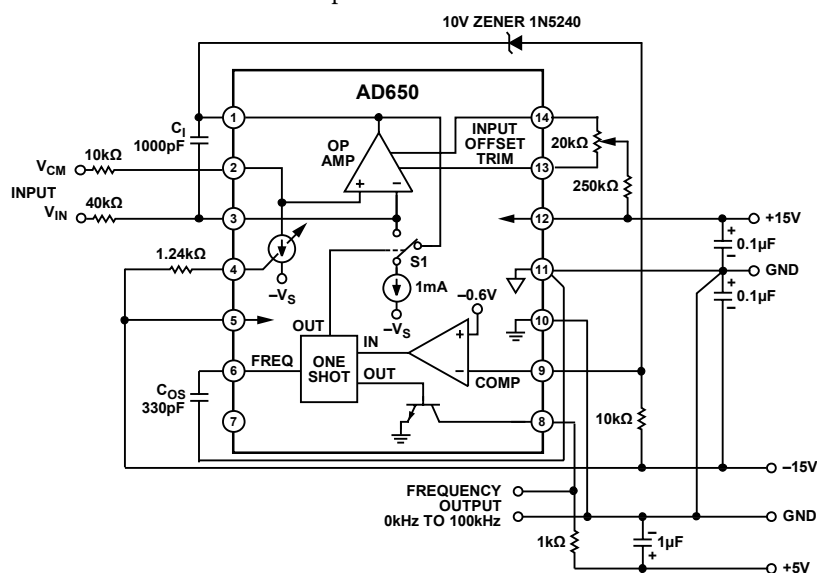 10V ZENER 1N5240
AD650
1
14
CI
1000pF
OP
AMP
INPUT
OFFSET
TRIM
20kΩ
VCM
10kΩ
2
13
+
–
250kΩ
INPUT
VIN
40kΩ
3
12
+15V
1.24kΩ
S1
+
0.1µF
–
4
–VS
1mA
11
GND
–VS
–0.6V
+
0.1µF
–
5
OUT
10
FREQ
ONE
SHOT
IN
+
–
COMP
6
OUT
9
COS
330pF
7
8
10kΩ
–15V
FREQUENCY
OUTPUT
0kHz TO 100kHz
GND
1kΩ
–
1µF
+
+5V